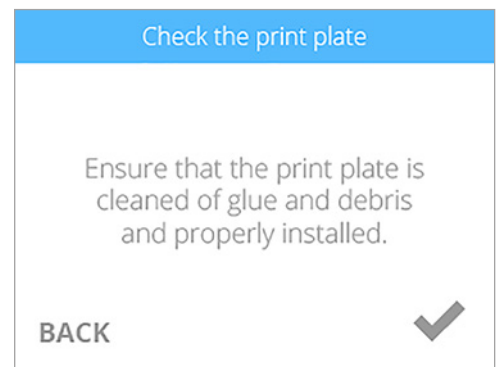 Check the print plate
Ensure that the print plate is
cleaned of glue and debris
and properly installed.
BACK